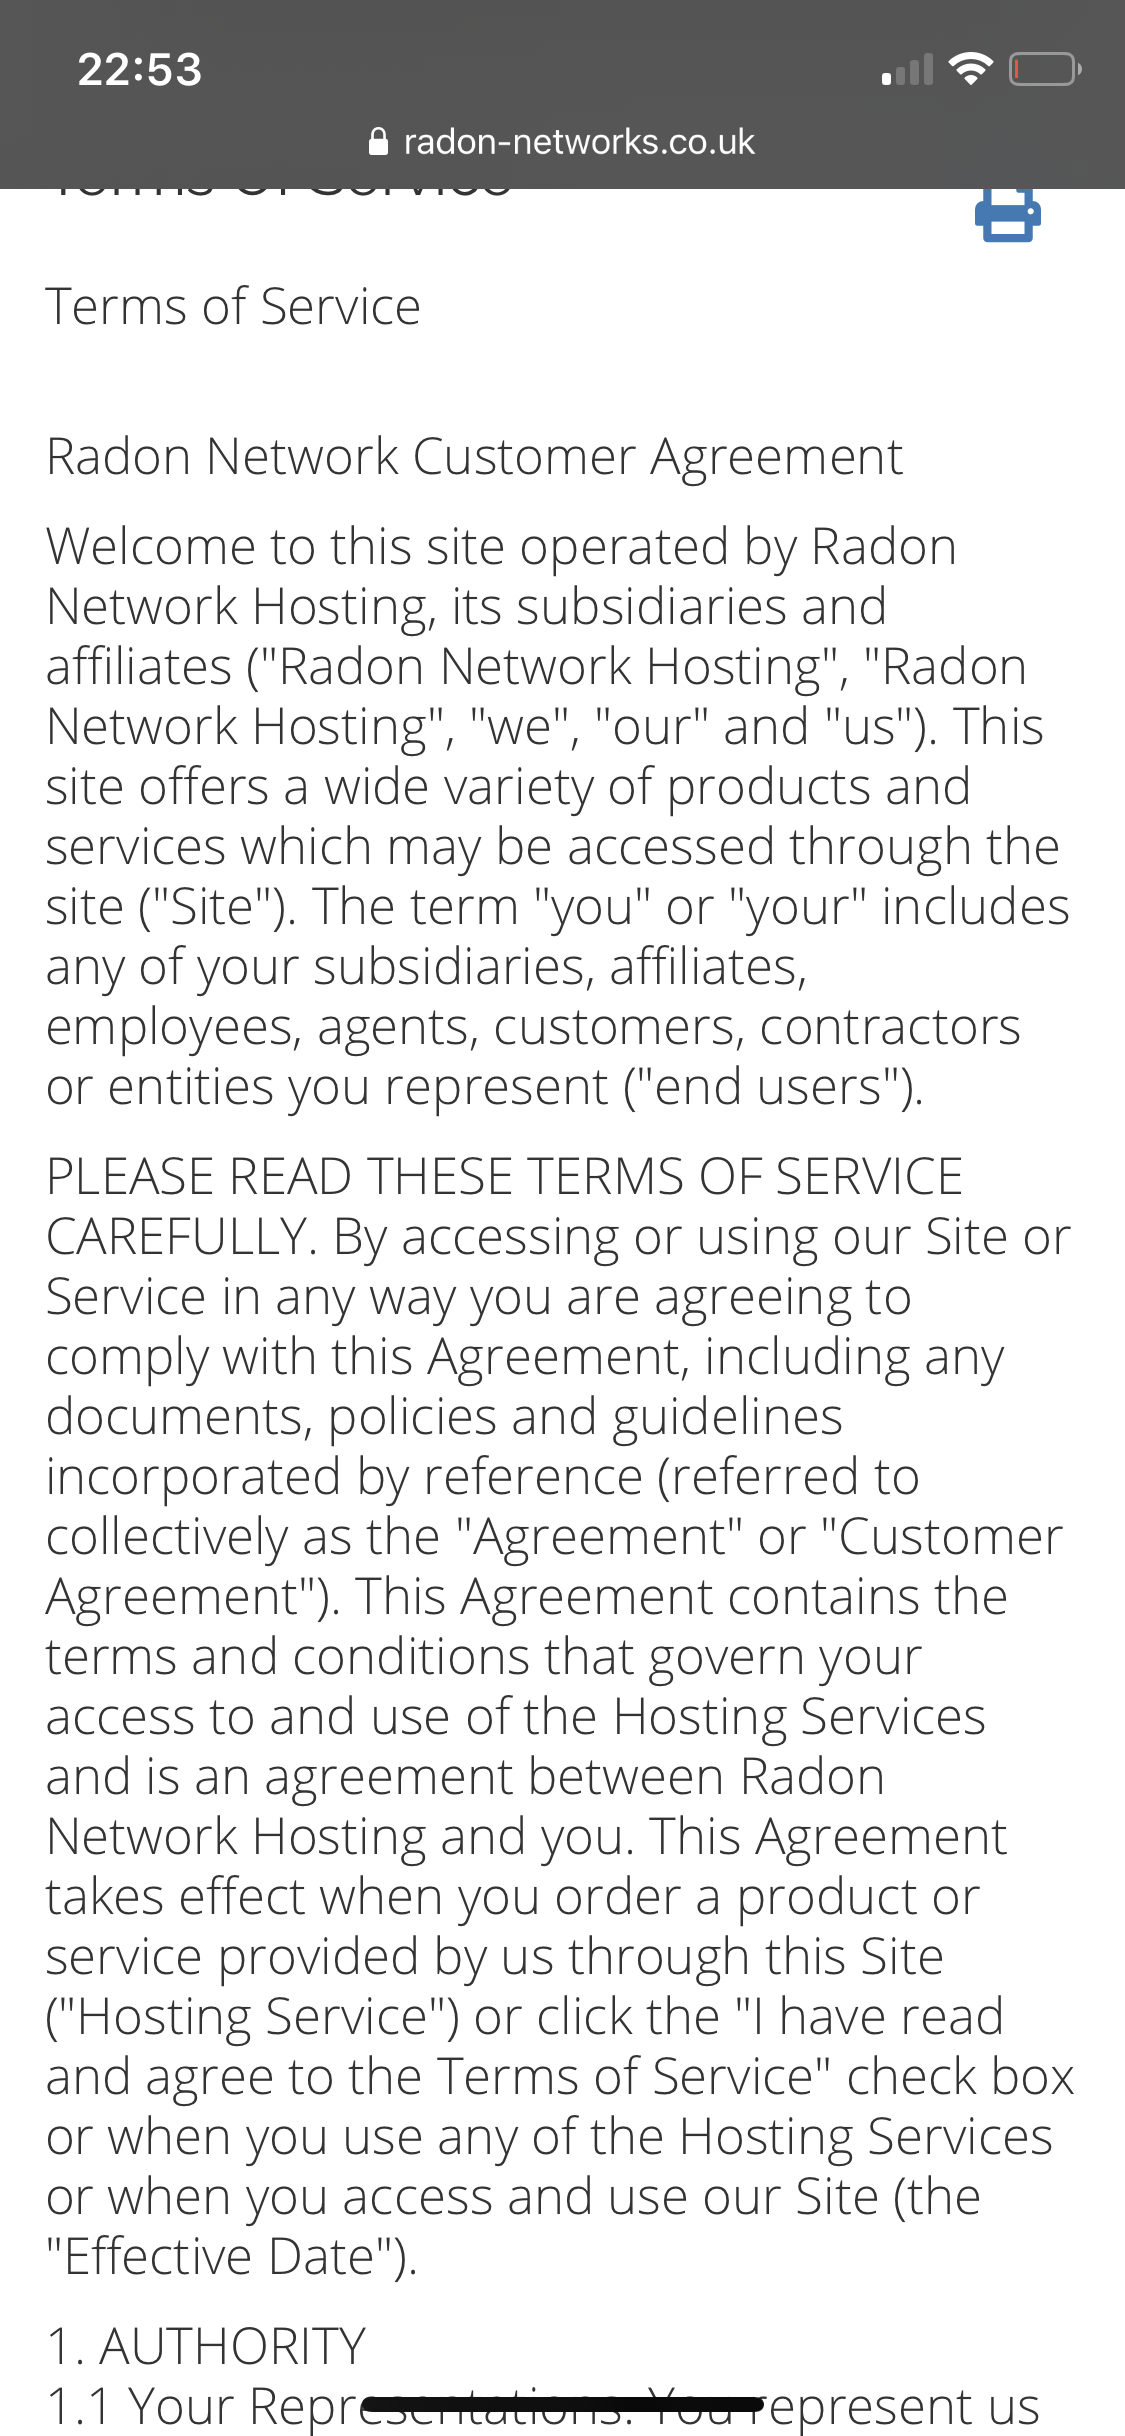 22:53
radon-networks.co.uk
Terms of Service
Terms of Service
Radon Network Customer Agreement
Welcome to this site operated by Radon
Network Hosting, its subsidiaries and
affiliates ("Radon Network Hosting", "Radon
Network Hosting", "we", "our" and "us"). This
site offers a wide variety of products and
services which may be accessed through the
site ("Site"). The term "you" or "your" includes
any of your subsidiaries, affiliates,
employees, agents, customers, contractors
or entities you represent ("end users").
PLEASE READ THESE TERMS OF SERVICE
CAREFULLY. By accessing or using our Site or
Service in any way you are agreeing to
comply with this Agreement, including any
documents, policies and guidelines
incorporated by reference (referred to
collectively as the "Agreement" or "Customer
Agreement"). This Agreement contains the
terms and conditions that govern your
access to and use of the Hosting Services
and is an agreement between Radon
Network Hosting and you. This Agreement
takes effect when you order a product or
service provided by us through this Site
("Hosting Service") or click the "I have read
and agree to the Terms of Service" check box
or when you use any of the Hosting Services
or when you access and use our Site (the
"Effective Date").
1. AUTHORITY
1.1 Your Representations. You represent us